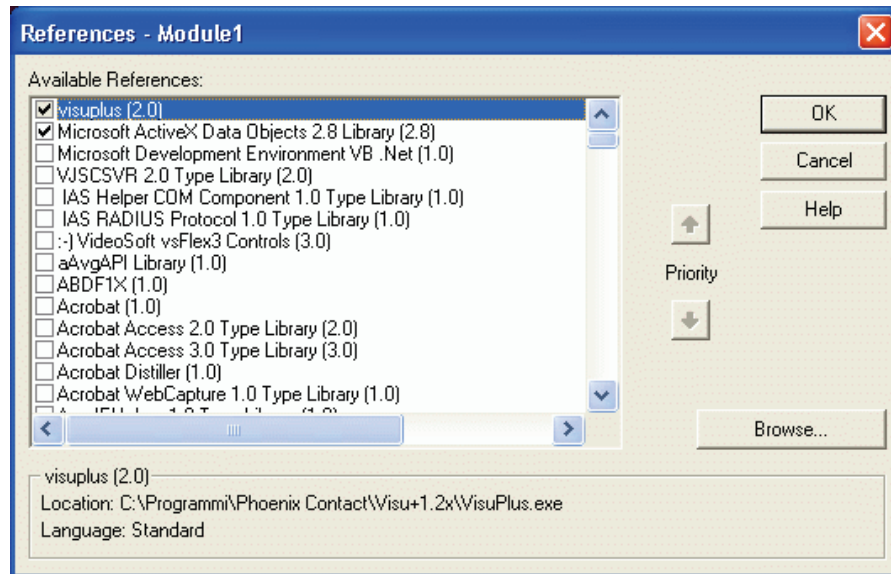 References - Module1
Available References:
visuplus (2.0)
Microsoft ActiveX Data Objects 2.8 Library (2.8)
Microsoft Development Environment VB .Net (1.0)
VJSCSVR 2.0 Type Library (2.0)
IAS Helper COM Component 1.0 Type Library (1.0)
IAS RADIUS Protocol 1.0 Type Library (1.0)
:-) VideoSoft vsFlex3 Controls (3.0)
aAvgAPI Library (1.0)
ABDF1X (1.0)
Acrobat (1.0)
Acrobat Access 2.0 Type Library (2.0)
Acrobat Access 3.0 Type Library (3.0)
Acrobat Distiller (1.0)
Acrobat WebCapture 1.0 Type Library (1.0)
OK
Cancel
Help
Priority
Browse...
visuplus (2.0)
Location: C:\Programmi\Phoenix Contact\Visu+1.2x\VisuPlus.exe
Language: Standard